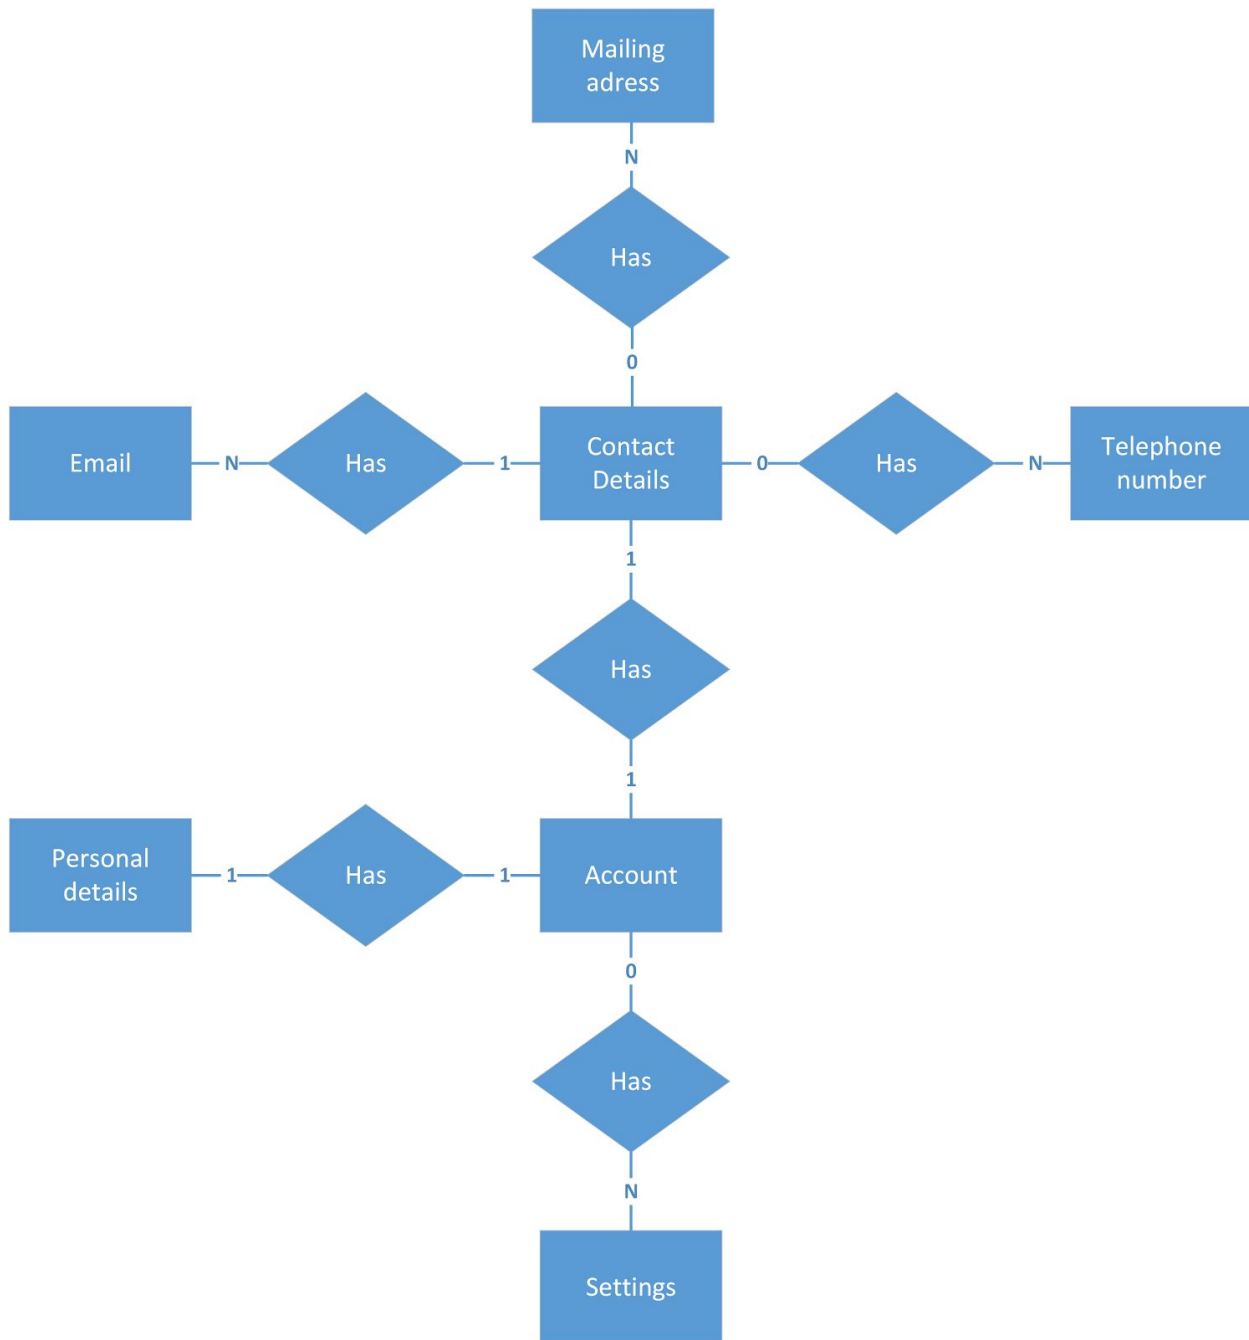 Mailing
adress
N
Has
0
Email
N
Has
1
Contact
Details
0
Has
N
Telephone
number
1
Has
1
Personal
details
1
Has
1
Account
0
Has
N
Settings